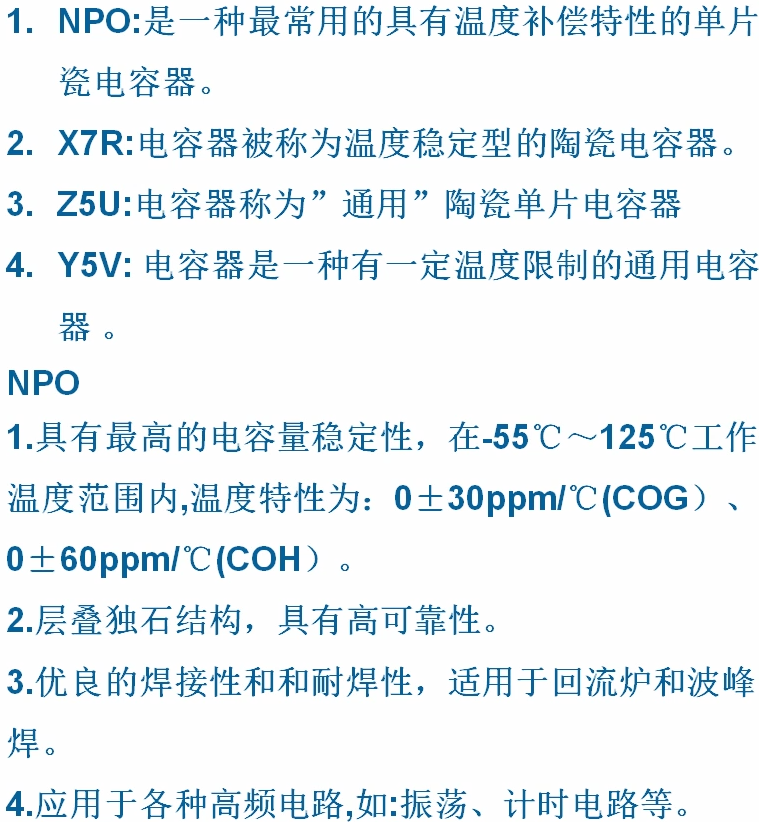 1. NPO:是一种最常用的具有温度补偿特性的单片
瓷电容器。
2. X7R:电容器被称为温度稳定型的陶瓷电容器。
3. Z5U:电容器称为”通用”陶瓷单片电容器
4. Y5V: 电容器是一种有一定温度限制的通用电容
器 。
NPO
1.具有最高的电容量稳定性，在-55℃～125℃工作
温度范围内,温度特性为：0±30ppm/℃(COG）、
0±60ppm/℃(COH）。
2.层叠独石结构，具有高可靠性。
3.优良的焊接性和和耐焊性，适用于回流炉和波峰
焊。
4.应用于各种高频电路,如:振荡、计时电路等。